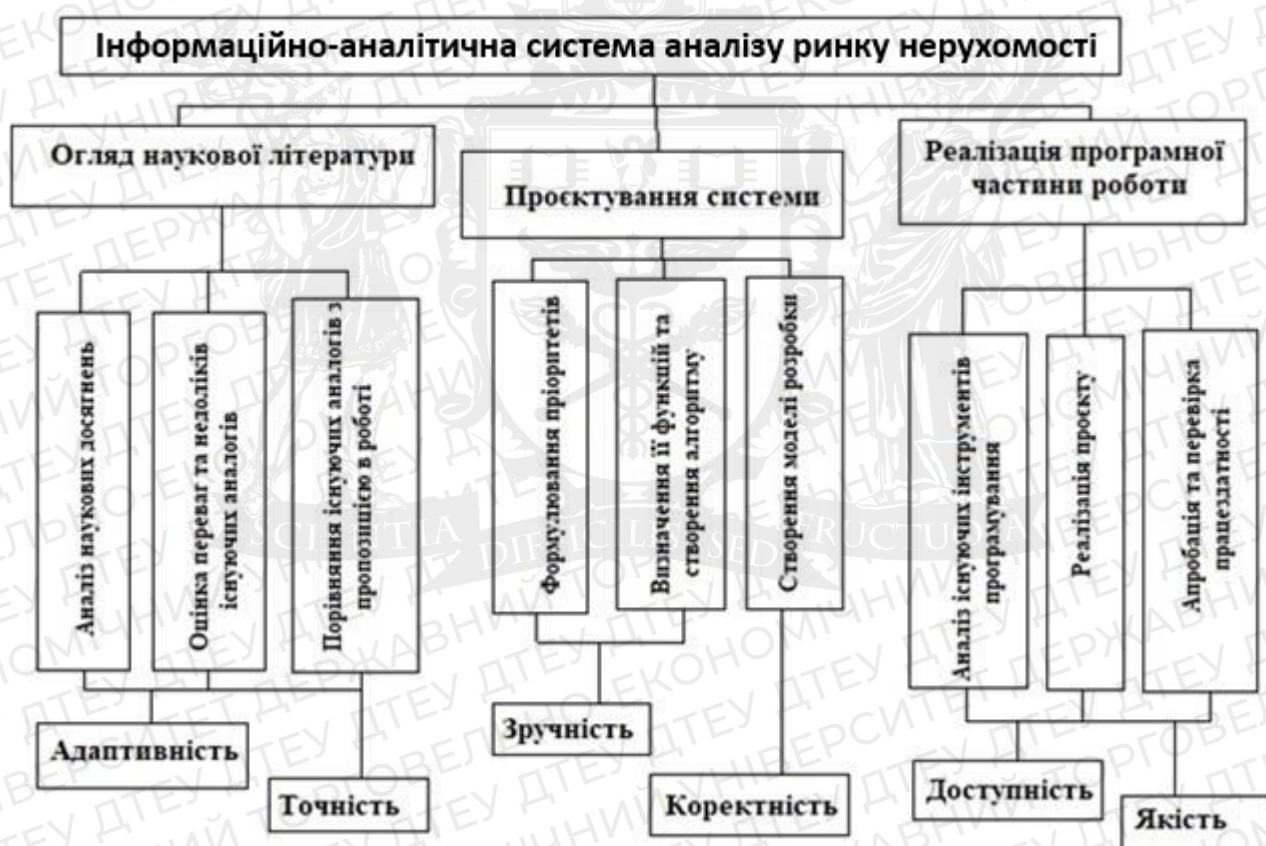 Інформаційно-аналітична система аналізу ринку нерухомості
Огляд наукової літератури
Проєктування системи
Реалізація програмної
частини роботи
Аналіз наукових досягнень
Оцінка переваг та недоліків
існуючих аналогів
Порівняння існуючих аналогів з
пропозицією в роботі
Формулювання пріоритетів
Визначення її функцій та
створення алгоритму
Створення моделі розробки
Аналіз існуючих інструментів
програмування
Реалізація проєкту
Апробація та перевірка
працездатності
Адаптивність
Точність
Зручність
Коректність
Доступність
Якість